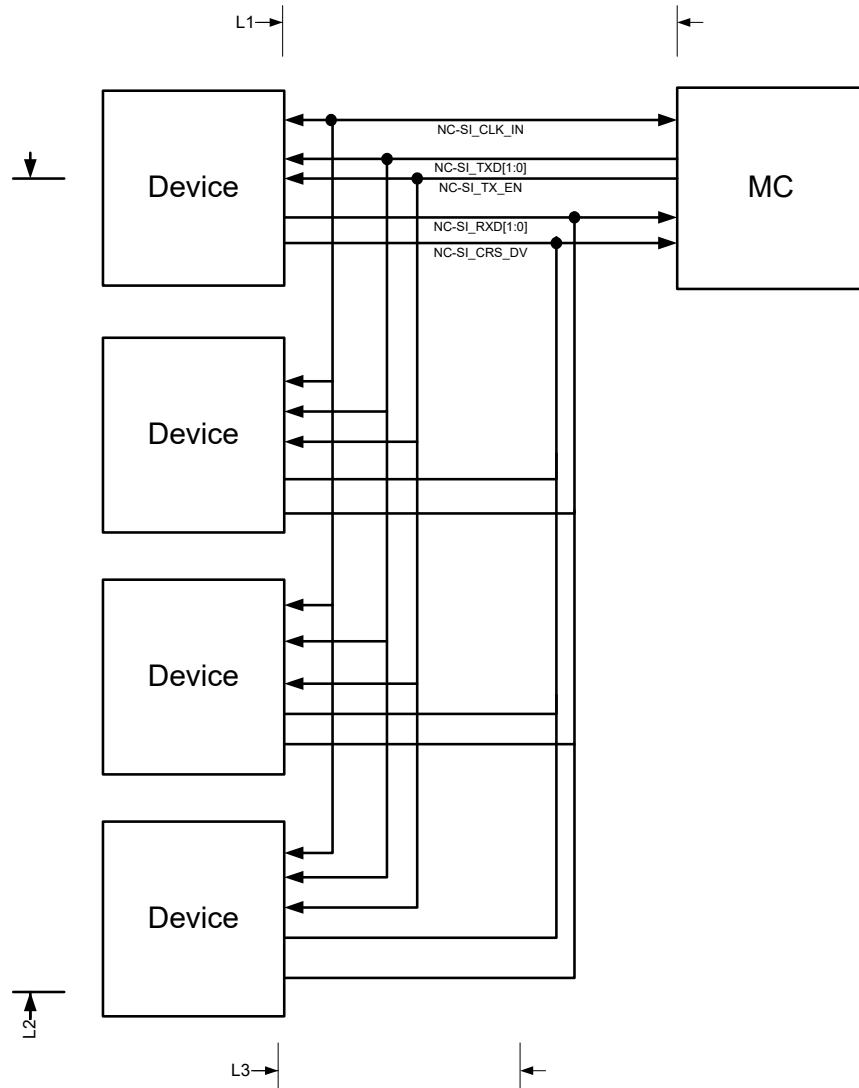 L1
NC-SI_CLK_IN
Device
NC-SI_TXD[1:0]
NC-SI_TX_EN
MC
NC-SI_RXD[1:0]
NC-SI_CRS_DV
Device
Device
Device
L2
L3